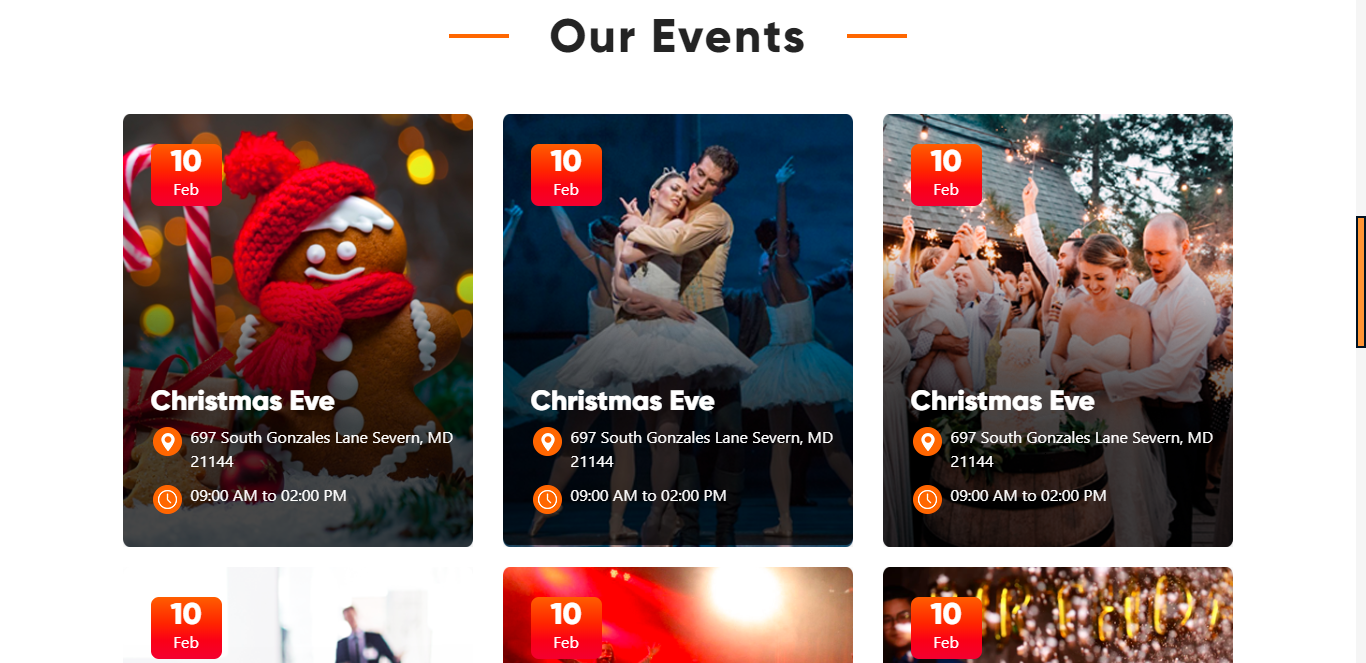 Our Events
10
Feb
Christmas Eve
697 South Gonzales Lane Severn, MD
21144
09:00 AM to 02:00 PM
10
Feb
Christmas Eve
697 South Gonzales Lane Severn, MD
21144
09:00 AM to 02:00 PM
10
Feb
Christmas Eve
697 South Gonzales Lane Severn, MD
21144
09:00 AM to 02:00 PM
10
Feb
10
Feb
10
Feb